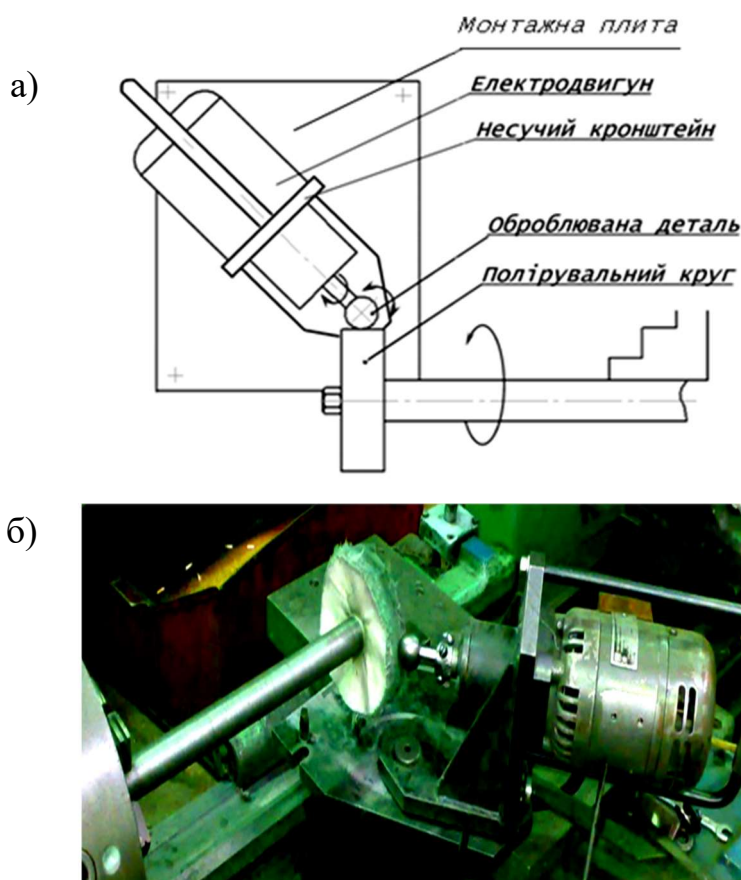 а)
Монтажна плита
Електродвигун
Несучий кронштейн
Оброблювана деталь
Полірувальний круг
б)